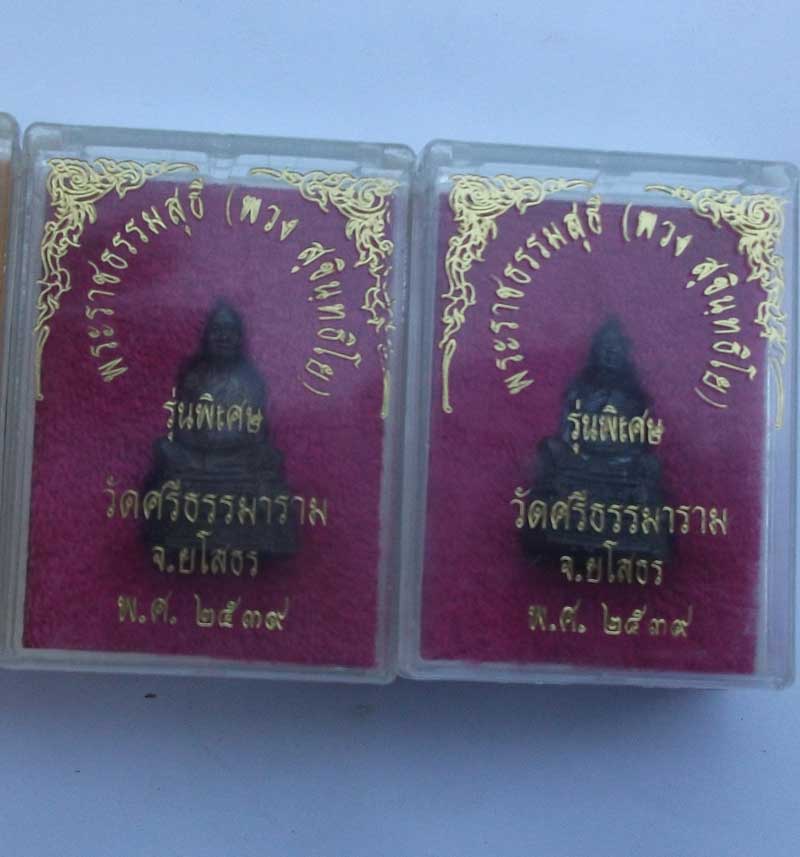 พระราชธรรมสุธี (พวง สุขินฺทริโย)
รุ่นพิเศษ
วัดศรีธรรมาราม
จ.ยโสธร
พ.ศ. ๒๕๓๙
พระราชธรรมสุธี (พวง สุขินฺทริโย)
รุ่นพิเศษ
วัดศรีธรรมาราม
จ.ยโสธร
พ.ศ. ๒๕๓๙